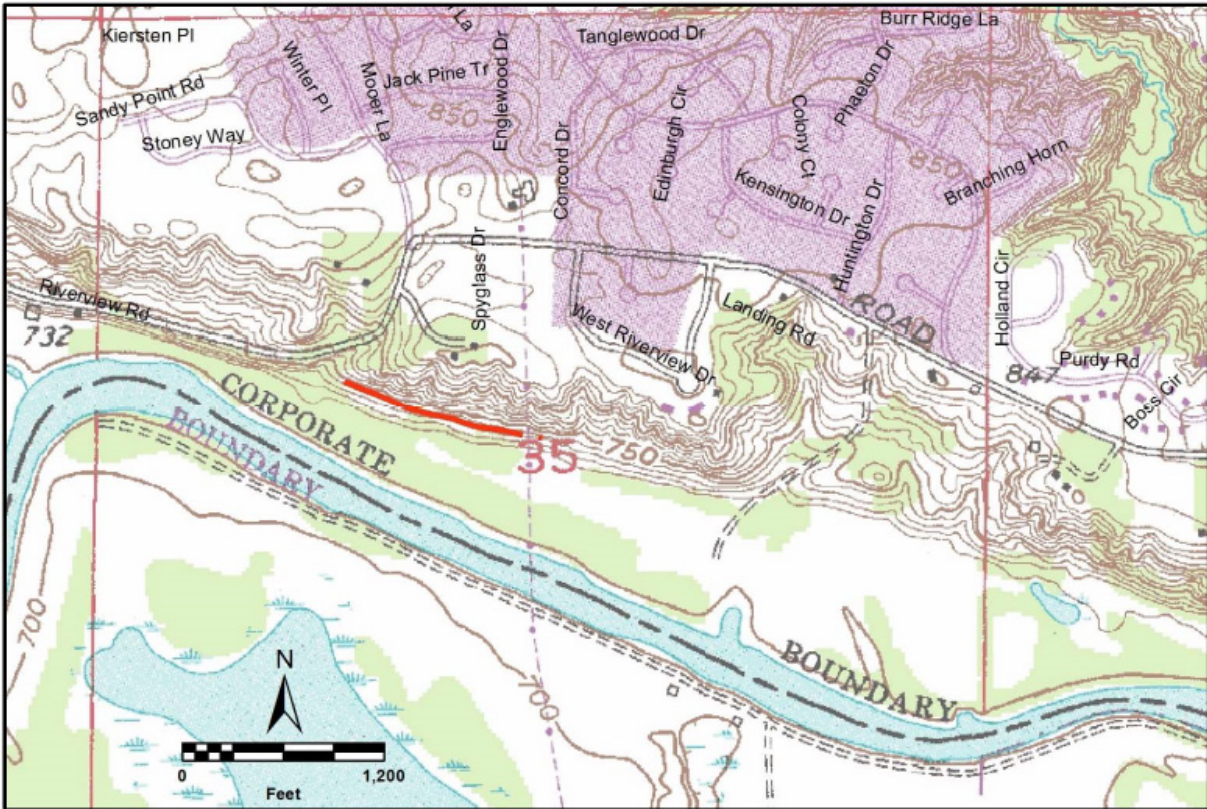 Kiersten Pl
La
Tanglewood Dr
Burr Ridge La
Winter Pl
Mooer La
Jack Pine Tr
Englewood Dr
Sandy Point Rd
850
Stoney Way
Concord Dr
Edinburgh Cir
Colony Ct
Phaeton Dr
850
Branching Horn
Kensington Dr
Huntington Dr
Spyglass Dr
Holland Cir
Riverview Rd
732
West Riverview Dr
Landing Rd
ROAD
847
Purdy Rd
Boss Cir
CORPORATE
BOUNDARY
35
750
700
700
BOUNDARY
N
0 1,200
Feet